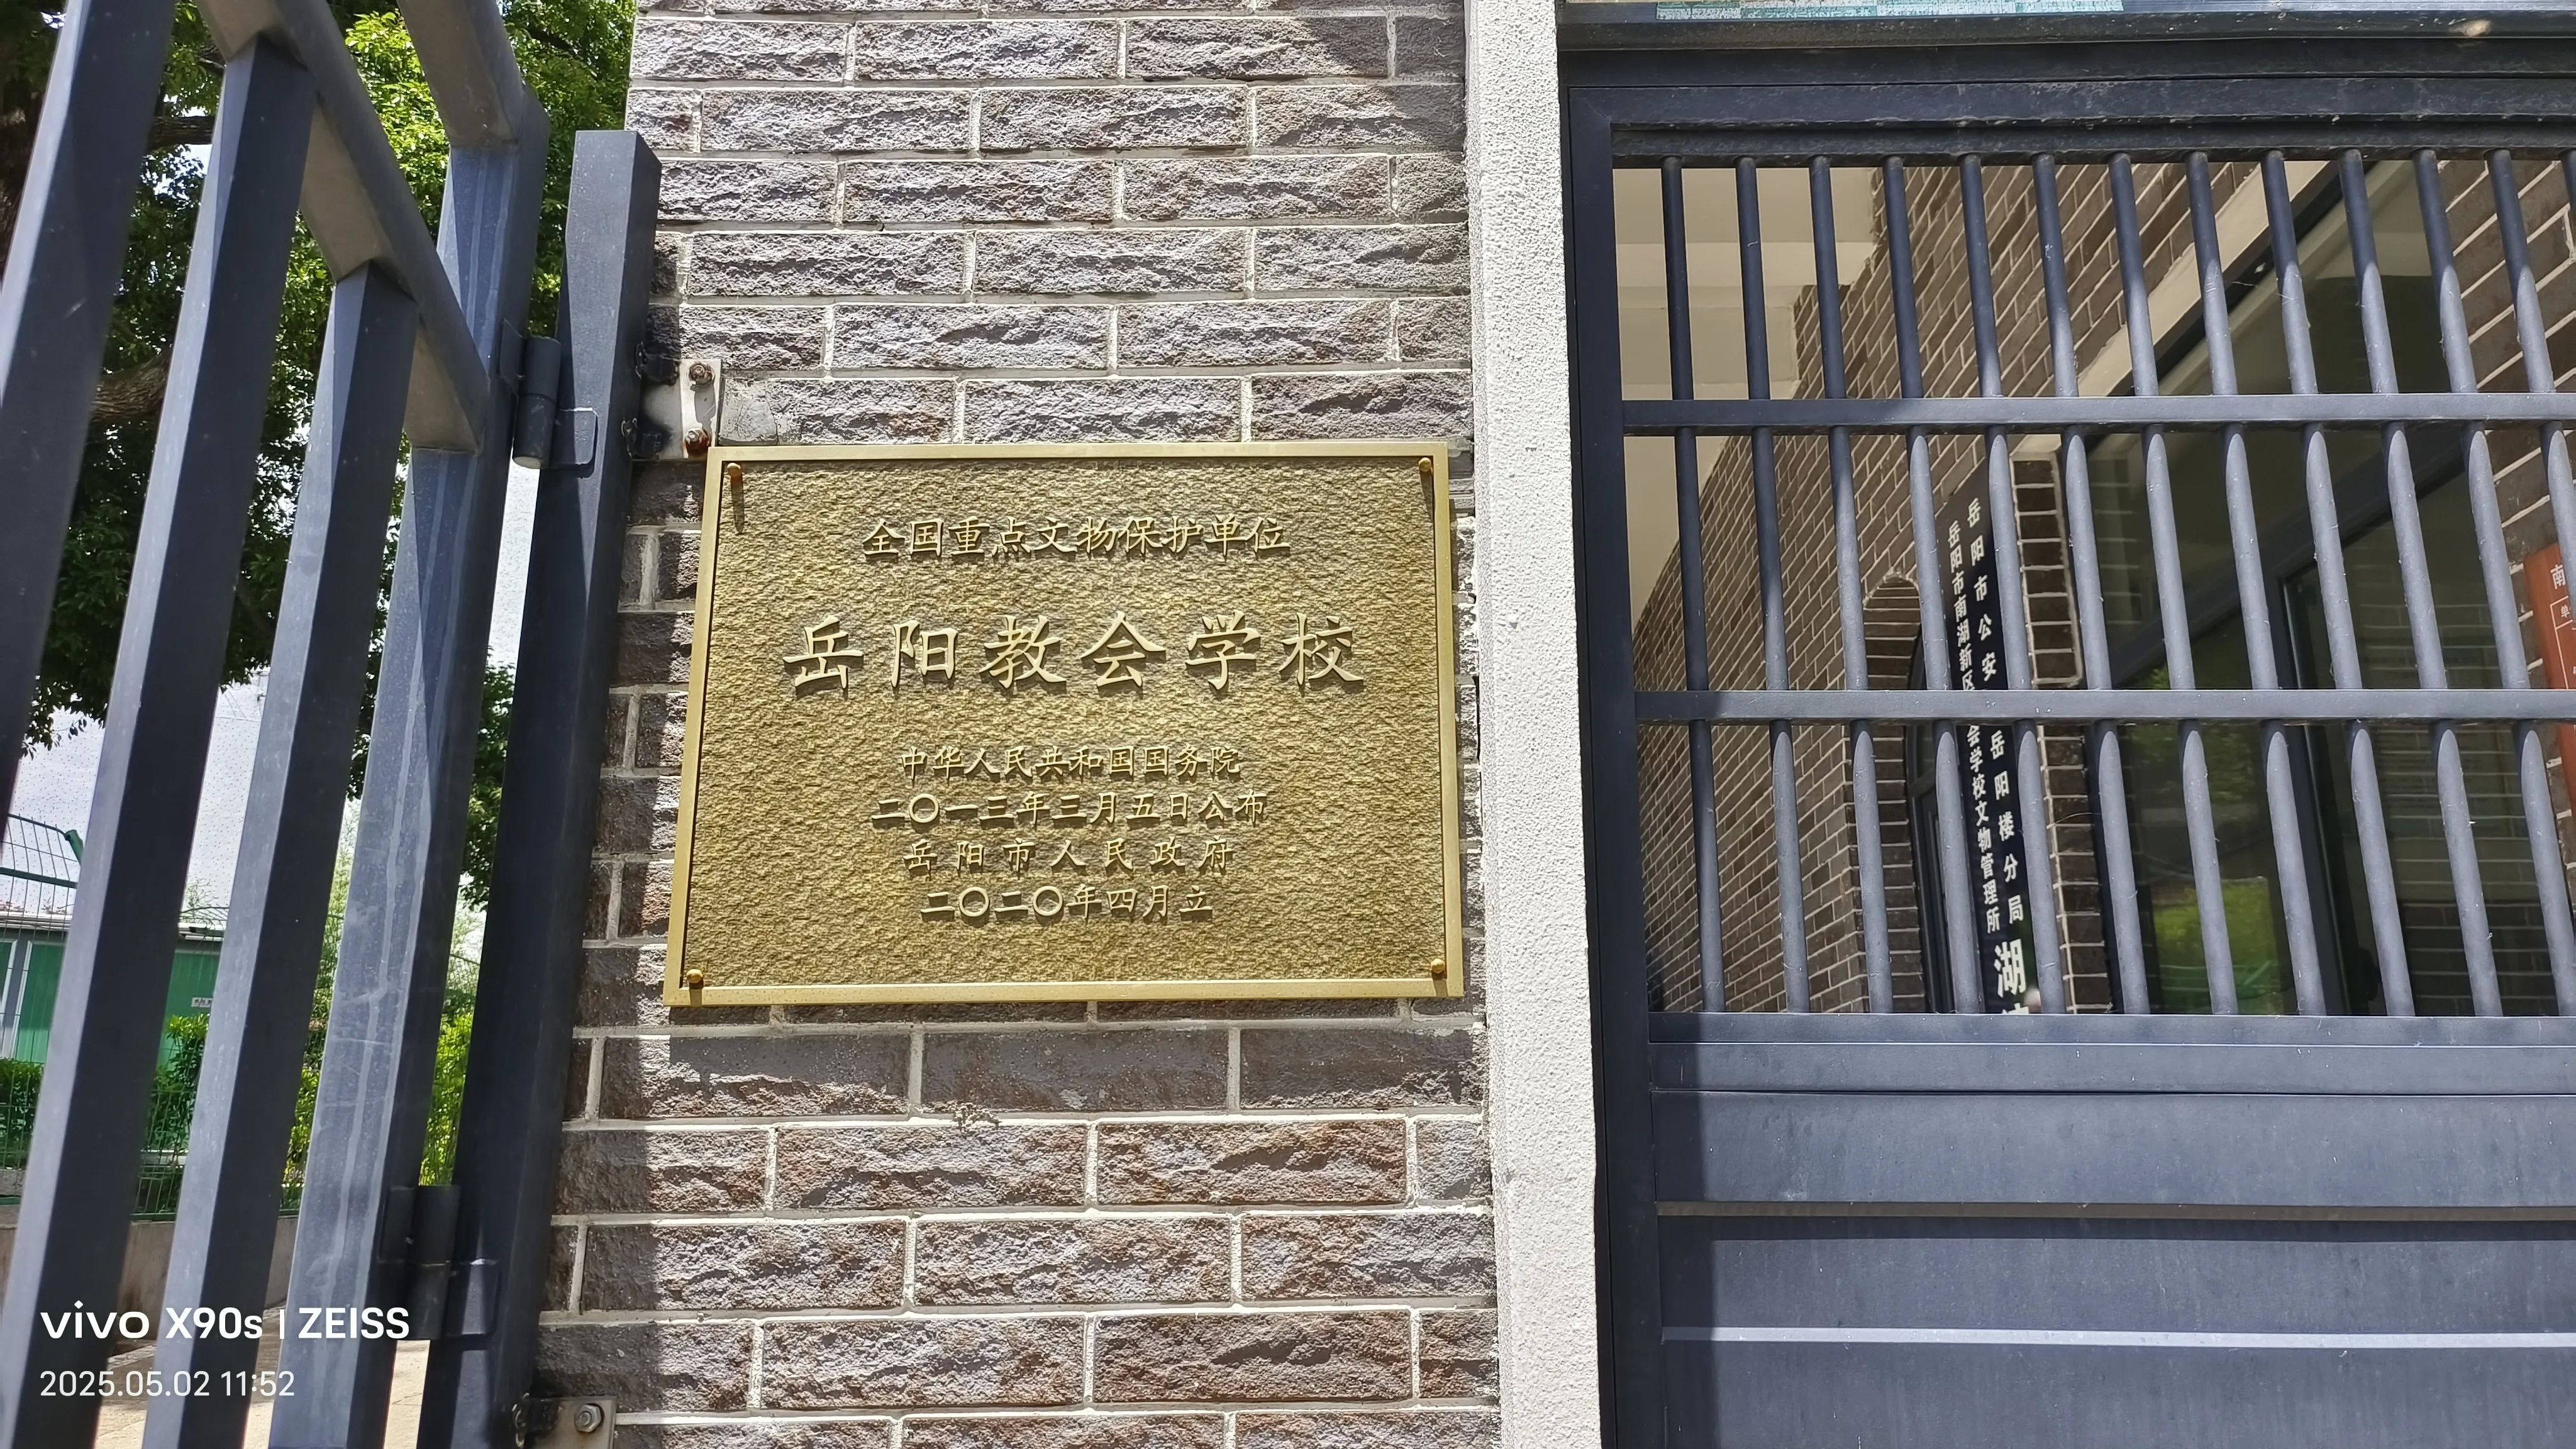 全国重点文物保护单位
岳阳教会学校
中华人民共和国国务院
二〇一三年三月五日公布
岳阳市人民政府
二〇二〇年四月立
岳阳市公安 岳阳楼分局
湖
岳阳市南湖新区 会学校文物管理所
南
vivo X90s | ZEISS
2025.05.02 11:52